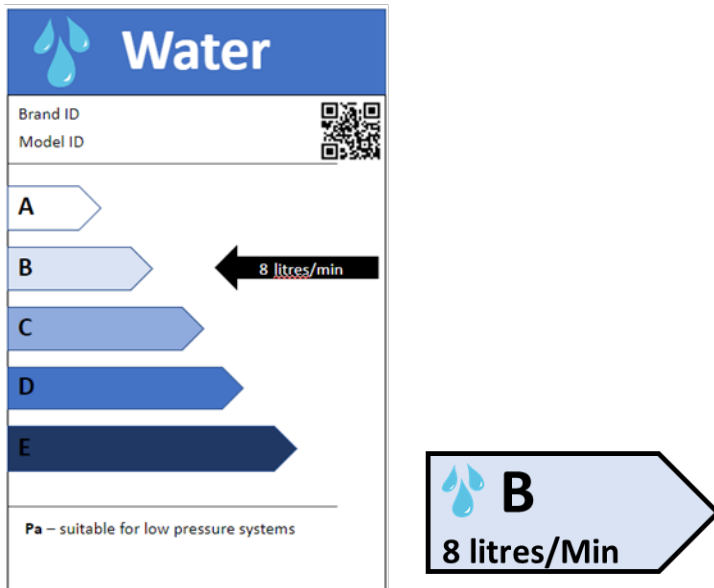 Water
Brand ID
Model ID
A
B
8 litres/min
C
D
E
Pa – suitable for low pressure systems
B
8 litres/Min